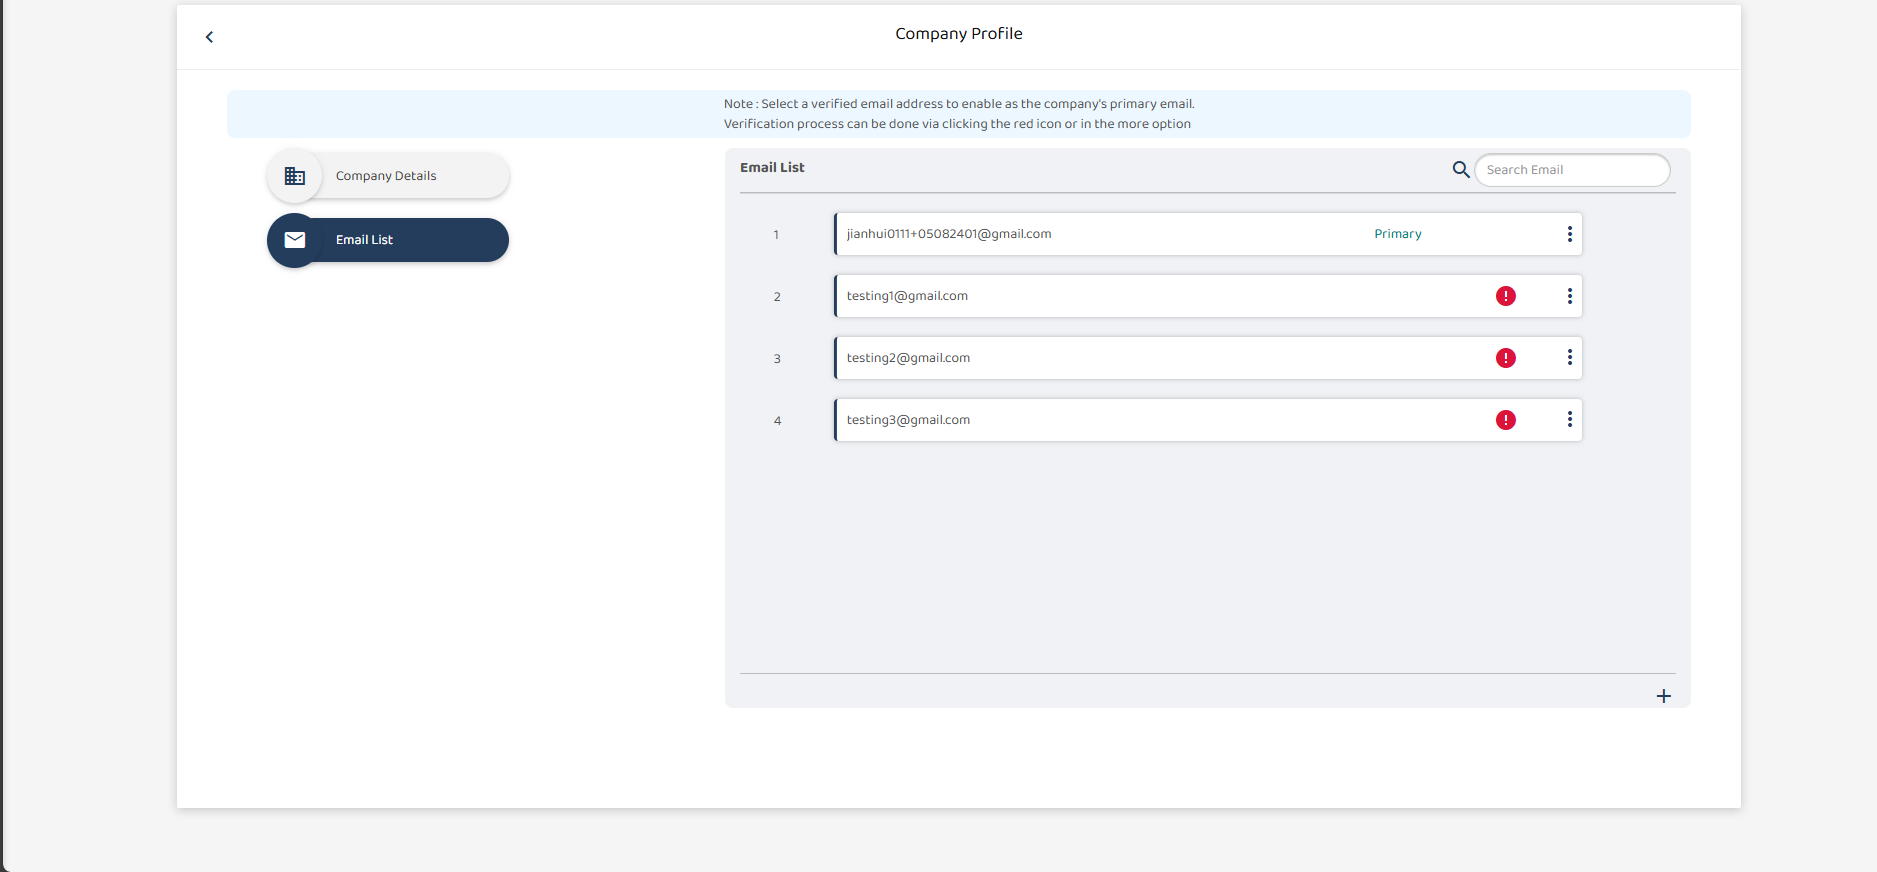 Company Profile
Note : Select a verified email address to enable as the company's primary email.
Verification process can be done via clicking the red icon or in the more option
Company Details
Email List
Email List
Search Email
1
jianhui0111+05082401@gmail.com
Primary
2
testing1@gmail.com
3
testing2@gmail.com
4
testing3@gmail.com